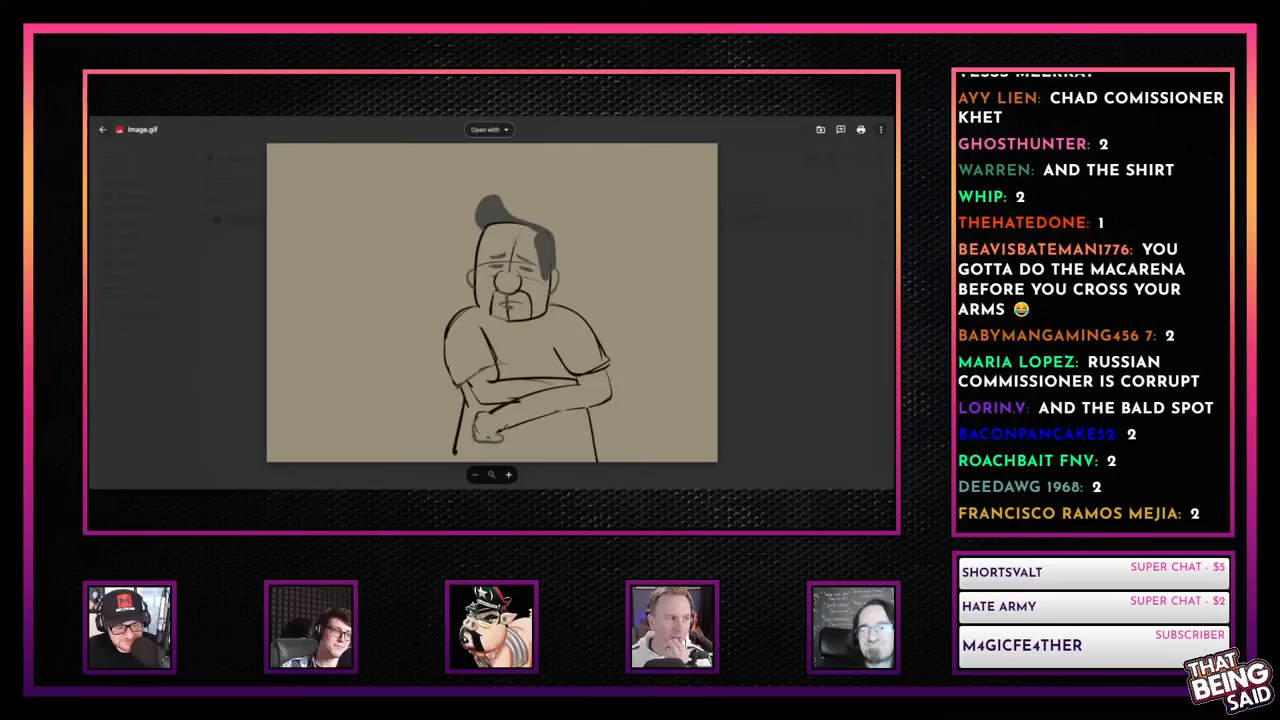 Image.gif
Open with
AYY LIEN: CHAD COMISSIONER
KHET
GHOSTHUNTER: 2
WARREN: AND THE SHIRT
WHIP: 2
THEHATEDONE: 1
BEAVISBATEMAN1776: YOU
GOTTA DO THE MACARENA
BEFORE YOU CROSS YOUR
ARMS 😂
BABYMANGAMING456 7: 2
MARIA LOPEZ: RUSSIAN
COMMISSIONER IS CORRUPT
LORIN.V: AND THE BALD SPOT
BACONPANCAKE52: 2
ROACHBAIT FNV: 2
DEEDAWG 1968: 2
FRANCISCO RAMOS MEJIA: 2
SHORTSVALT SUPER CHAT - $5
HATE ARMY SUPER CHAT - $2
M4GICFE4THER SUBSCRIBER
THAT
BEING
SAID